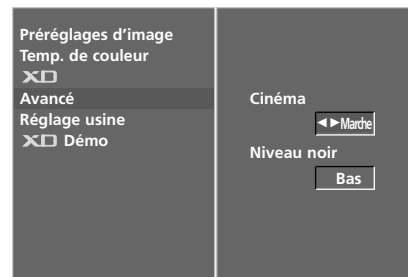 Préréglages d'image
Temp. de couleur
XD
Avancé
Réglage usine
XD Démo
Cinéma
◄►Marche
Niveau noir
Bas